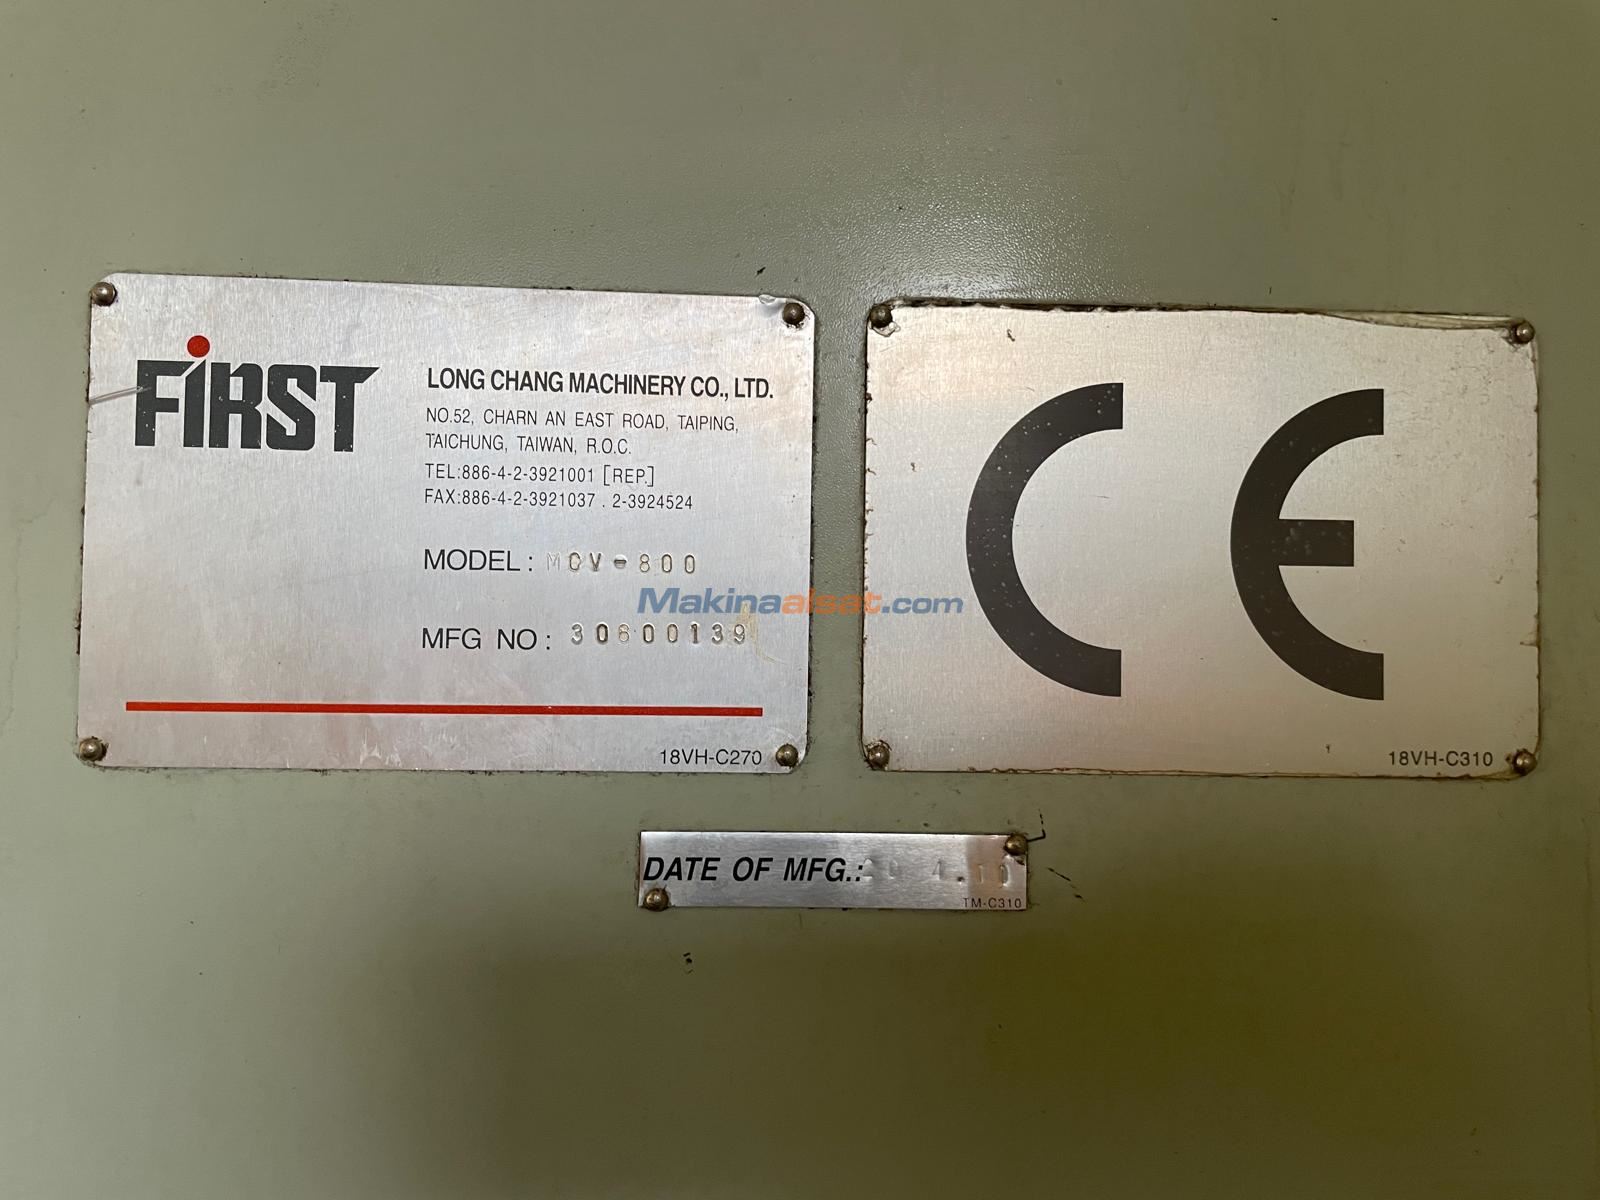 FiRST
LONG CHANG MACHINERY CO., LTD.
NO.52, CHARN AN EAST ROAD, TAIPING,
TAICHUNG, TAIWAN, R.O.C.
TEL:886-4-2-3921001 [REP.]
FAX:886-4-2-3921037 . 2-3924524
MODEL: MCV-800
MFG NO: 30600139
18VH-C270
CE
18VH-C310
Makinaalsat.com
DATE OF MFG.:
TM-C310